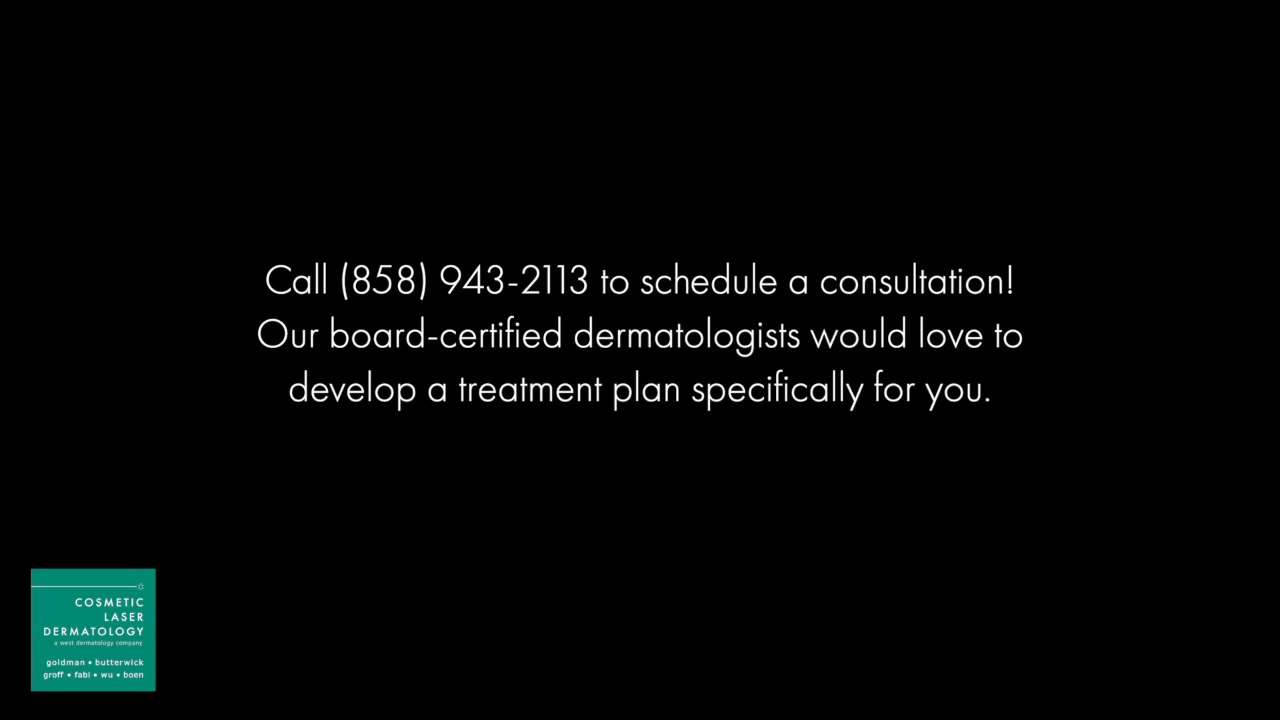 Call (858) 943-2113 to schedule a consultation!
Our board-certified dermatologists would love to
develop a treatment plan specifically for you.
COSMETIC
LASER
DERMATOLOGY
a west dermatology company
goldman • butterwick
groff • fabi • wu • boen